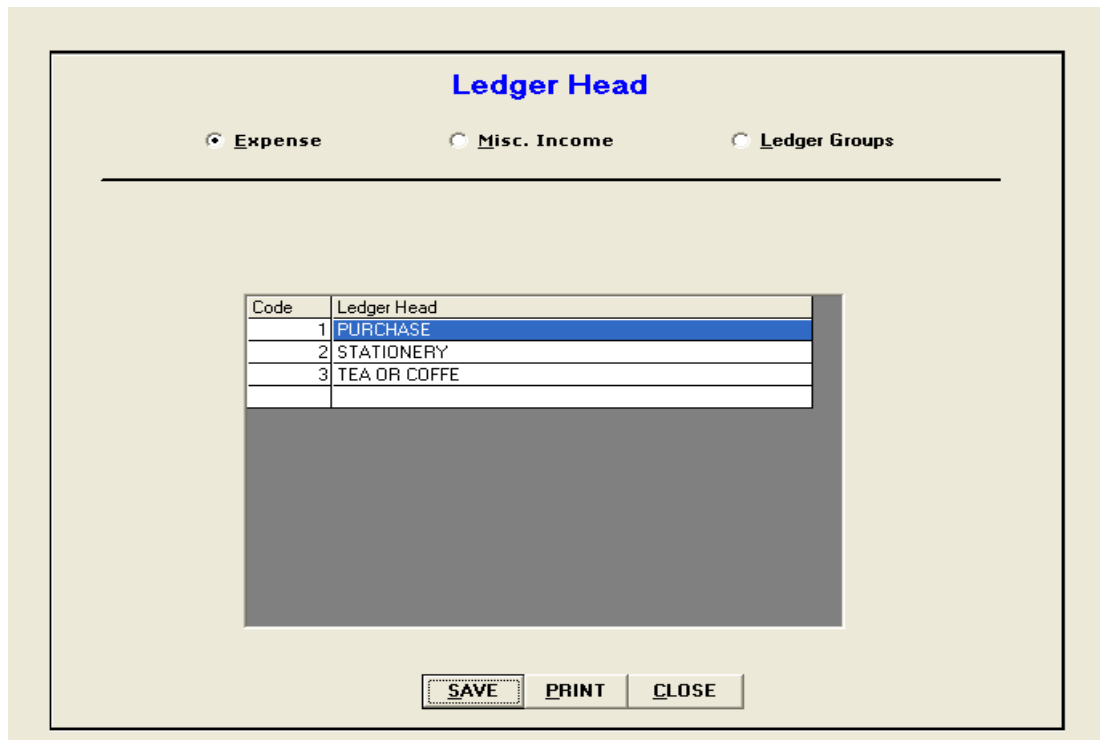 Ledger Head
Expense Misc. Income Ledger Groups
Code Ledger Head
1 PURCHASE
2 STATIONERY
3 TEA OR COFFE
SAVE PRINT CLOSE